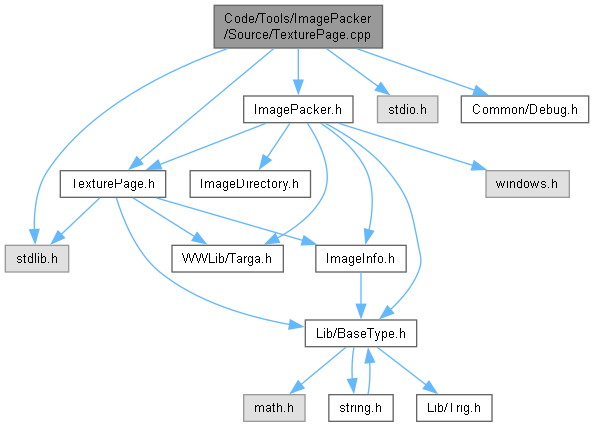 Code/Tools/ImagePacker
/Source/TexturePage.cpp
ImagePacker.h
stdio.h
Common/Debug.h
TexturePage.h
ImageDirectory.h
windows.h
stdlib.h
WWLib/Targa.h
ImageInfo.h
Lib/BaseType.h
math.h
string.h
Lib/Trig.h